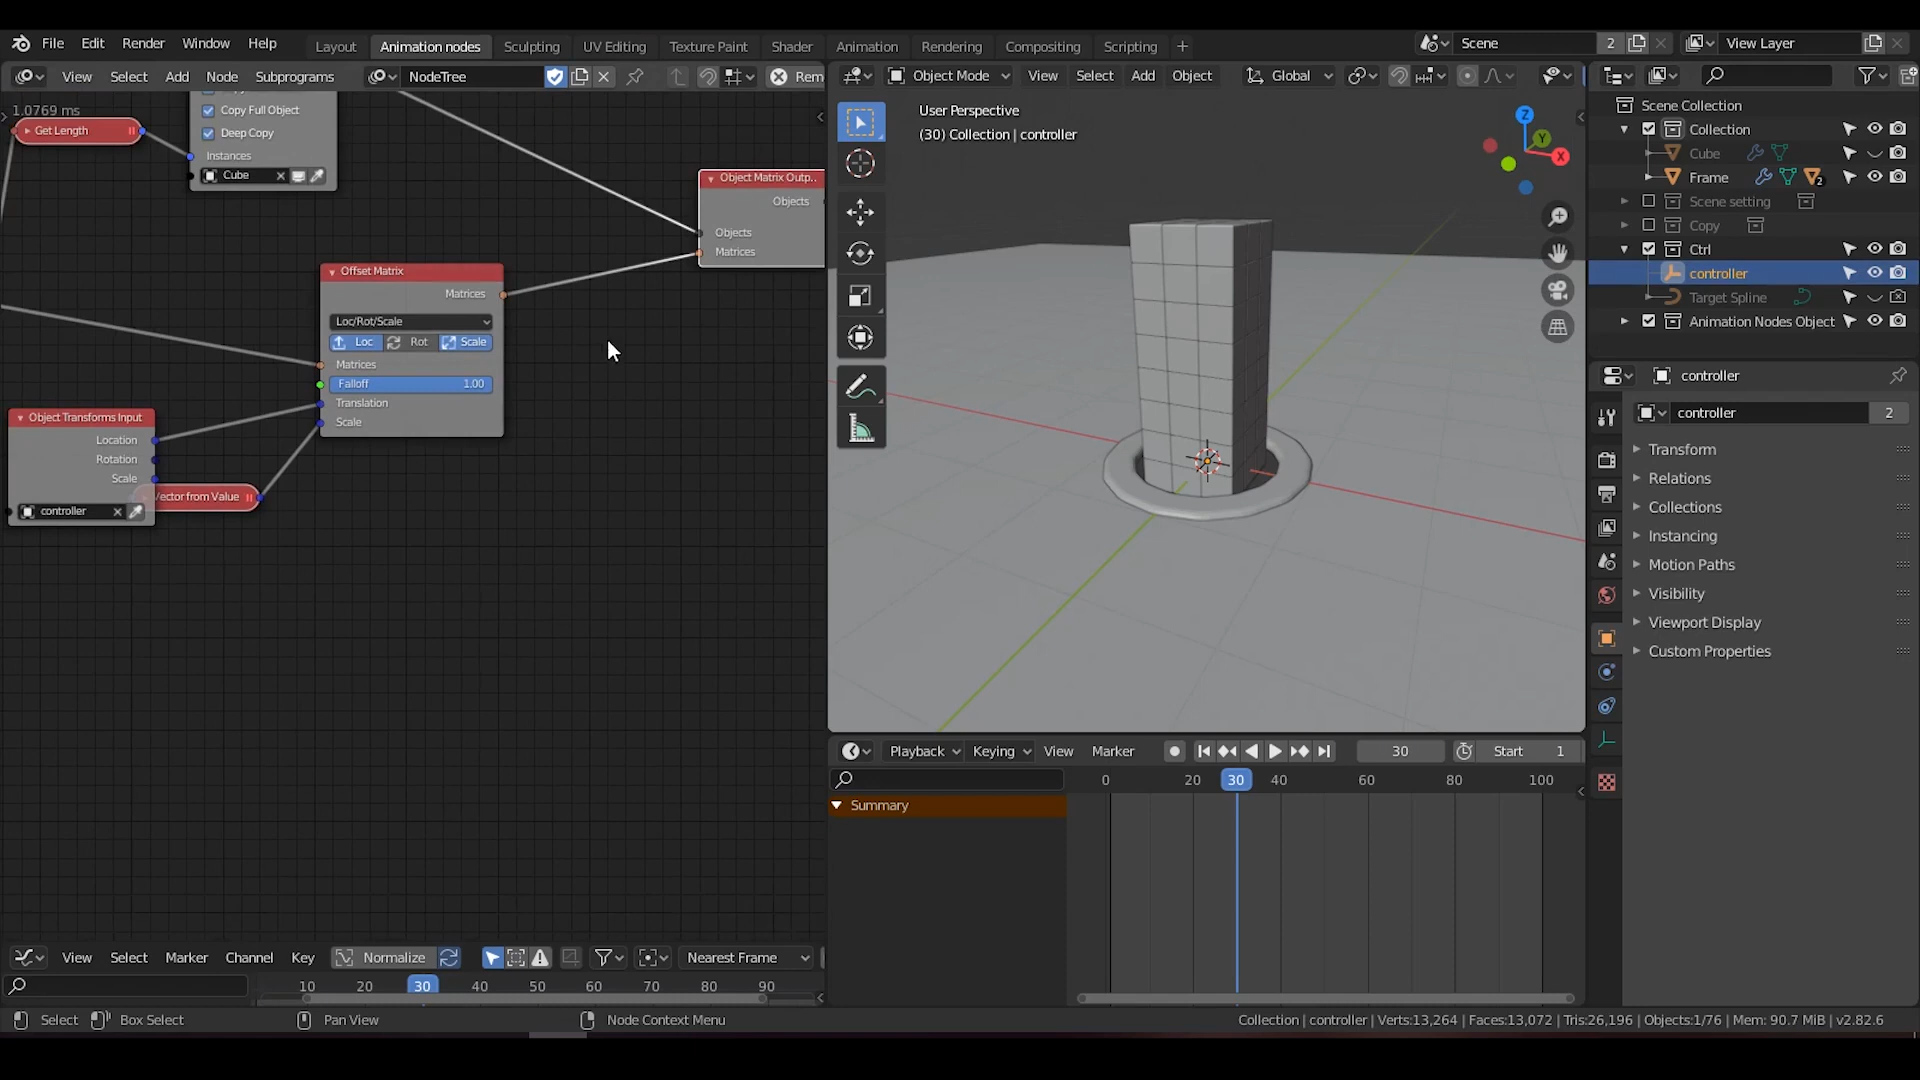 File Edit Render Window Help Layout Animation nodes Sculpting UV Editing Texture Paint Shader Animation Rendering Compositing Scripting Scene 2 View Layer
View Select Add Node Subprograms NodeTree Rem
Object Mode View Select Add Object Global
1.0769 ms
Get Length
Copy Full Object
Deep Copy
Instances
Cube
Object Matrix Outp..
Objects
Objects
Matrices
Offset Matrix
Matrices
Loc/Rot/Scale
Loc Rot Scale
Matrices
Falloff 1.00
Translation
Scale
Object Transforms Input
Location
Rotation
Scale
Vector from Value
controller
User Perspective
(30) Collection | controller
Z
Y
X
Scene Collection
Collection
Cube
Frame 2
Scene setting
Copy
Ctrl
controller
Target Spline
Animation Nodes Object
controller
controller 2
Transform
Relations
Collections
Instancing
Motion Paths
Visibility
Viewport Display
Custom Properties
Playback Keying View Marker 30 Start 1
0 20 30 40 60 80 100
Summary
View Select Marker Channel Key Normalize Nearest Frame
10 20 30 40 50 60 70 80 90
Select Box Select Pan View Node Context Menu
Collection | controller | Verts:13,264 | Faces:13,072 | Tris:26,196 | Objects:1/76 | Mem: 90.7 MiB | v2.82.6